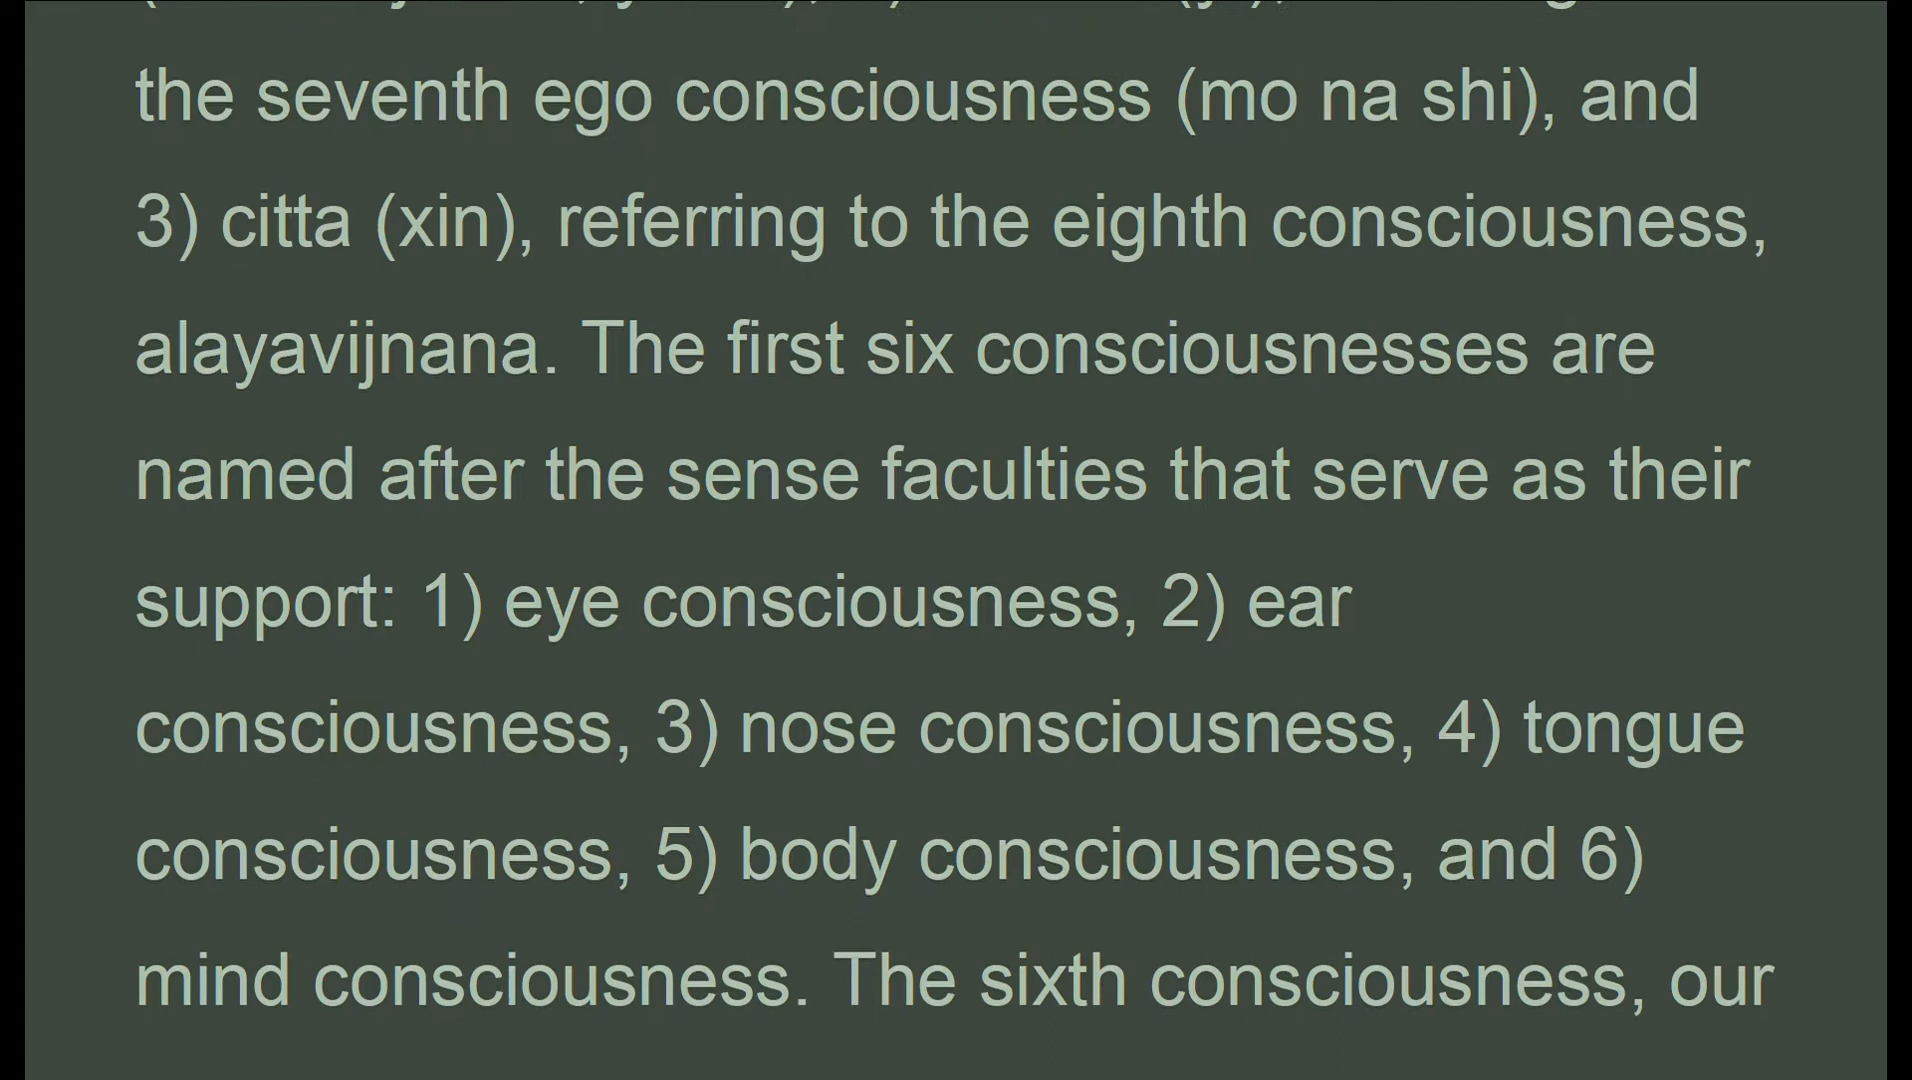 the seventh ego consciousness (mo na shi), and
3) citta (xin), referring to the eighth consciousness,
alayavijnana. The first six consciousnesses are
named after the sense faculties that serve as their
support: 1) eye consciousness, 2) ear
consciousness, 3) nose consciousness, 4) tongue
consciousness, 5) body consciousness, and 6)
mind consciousness. The sixth consciousness, our